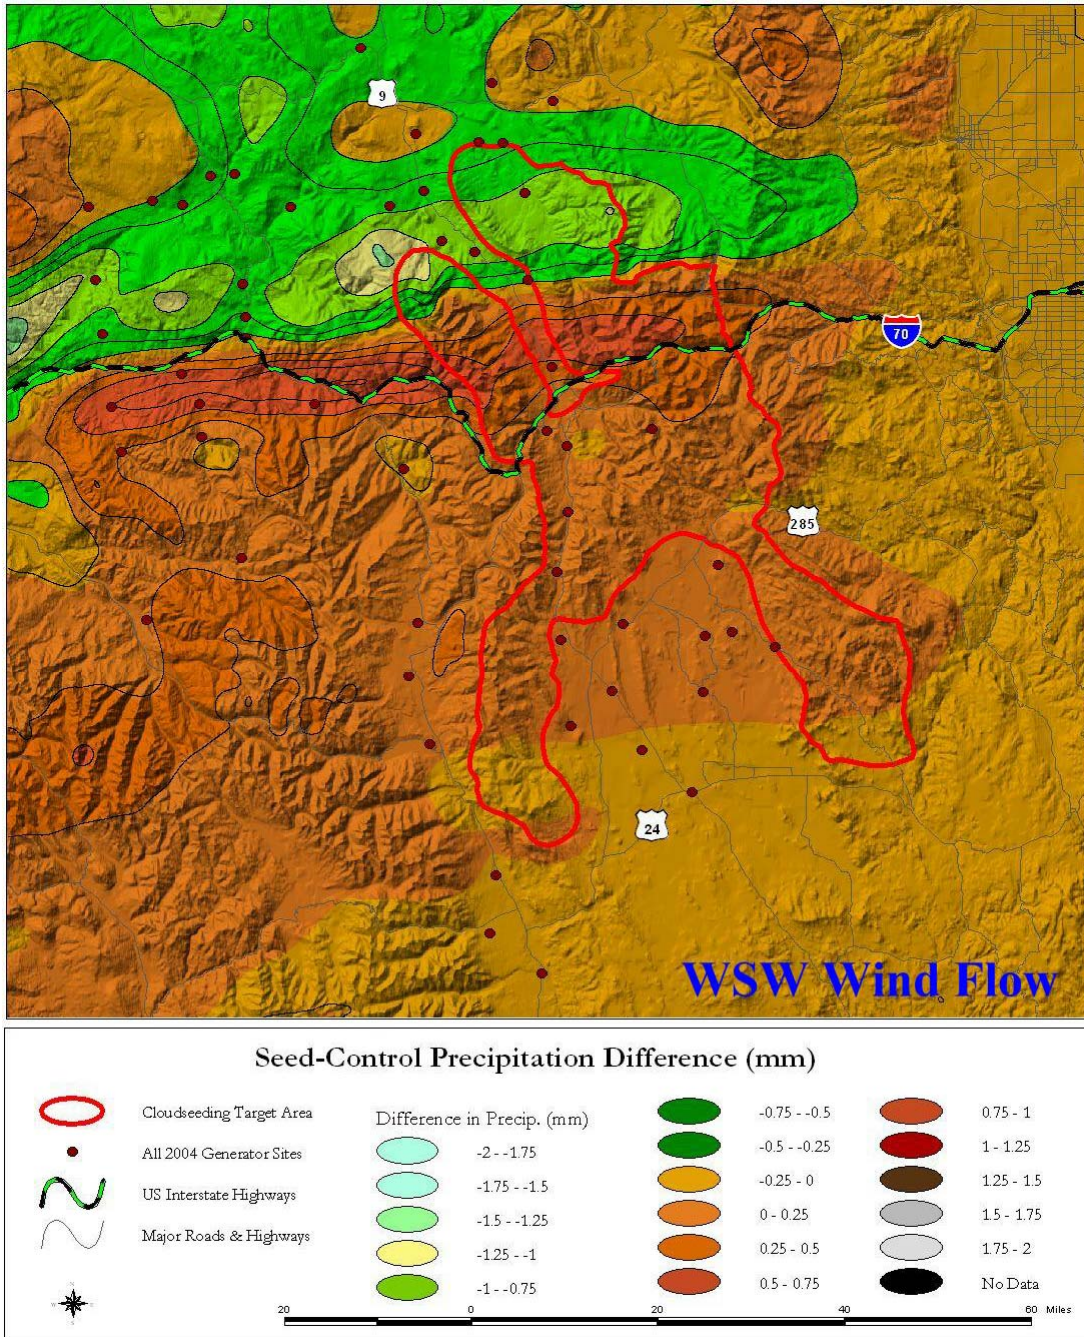 9
70
285
24
WSW Wind Flow
Seed-Control Precipitation Difference (mm)
Cloudseeding Target Area
All 2004 Generator Sites
US Interstate Highways
Major Roads & Highways
Difference in Precip. (mm)
-2 - -1.75
-1.75 - -1.5
-1.5 - -1.25
-1.25 - -1
-1 - -0.75
-0.75 - -0.5
-0.5 - -0.25
-0.25 - 0
0 - 0.25
0.25 - 0.5
0.5 - 0.75
0.75 - 1
1 - 1.25
1.25 - 1.5
1.5 - 1.75
1.75 - 2
No Data
20 0 20 40 60 Miles